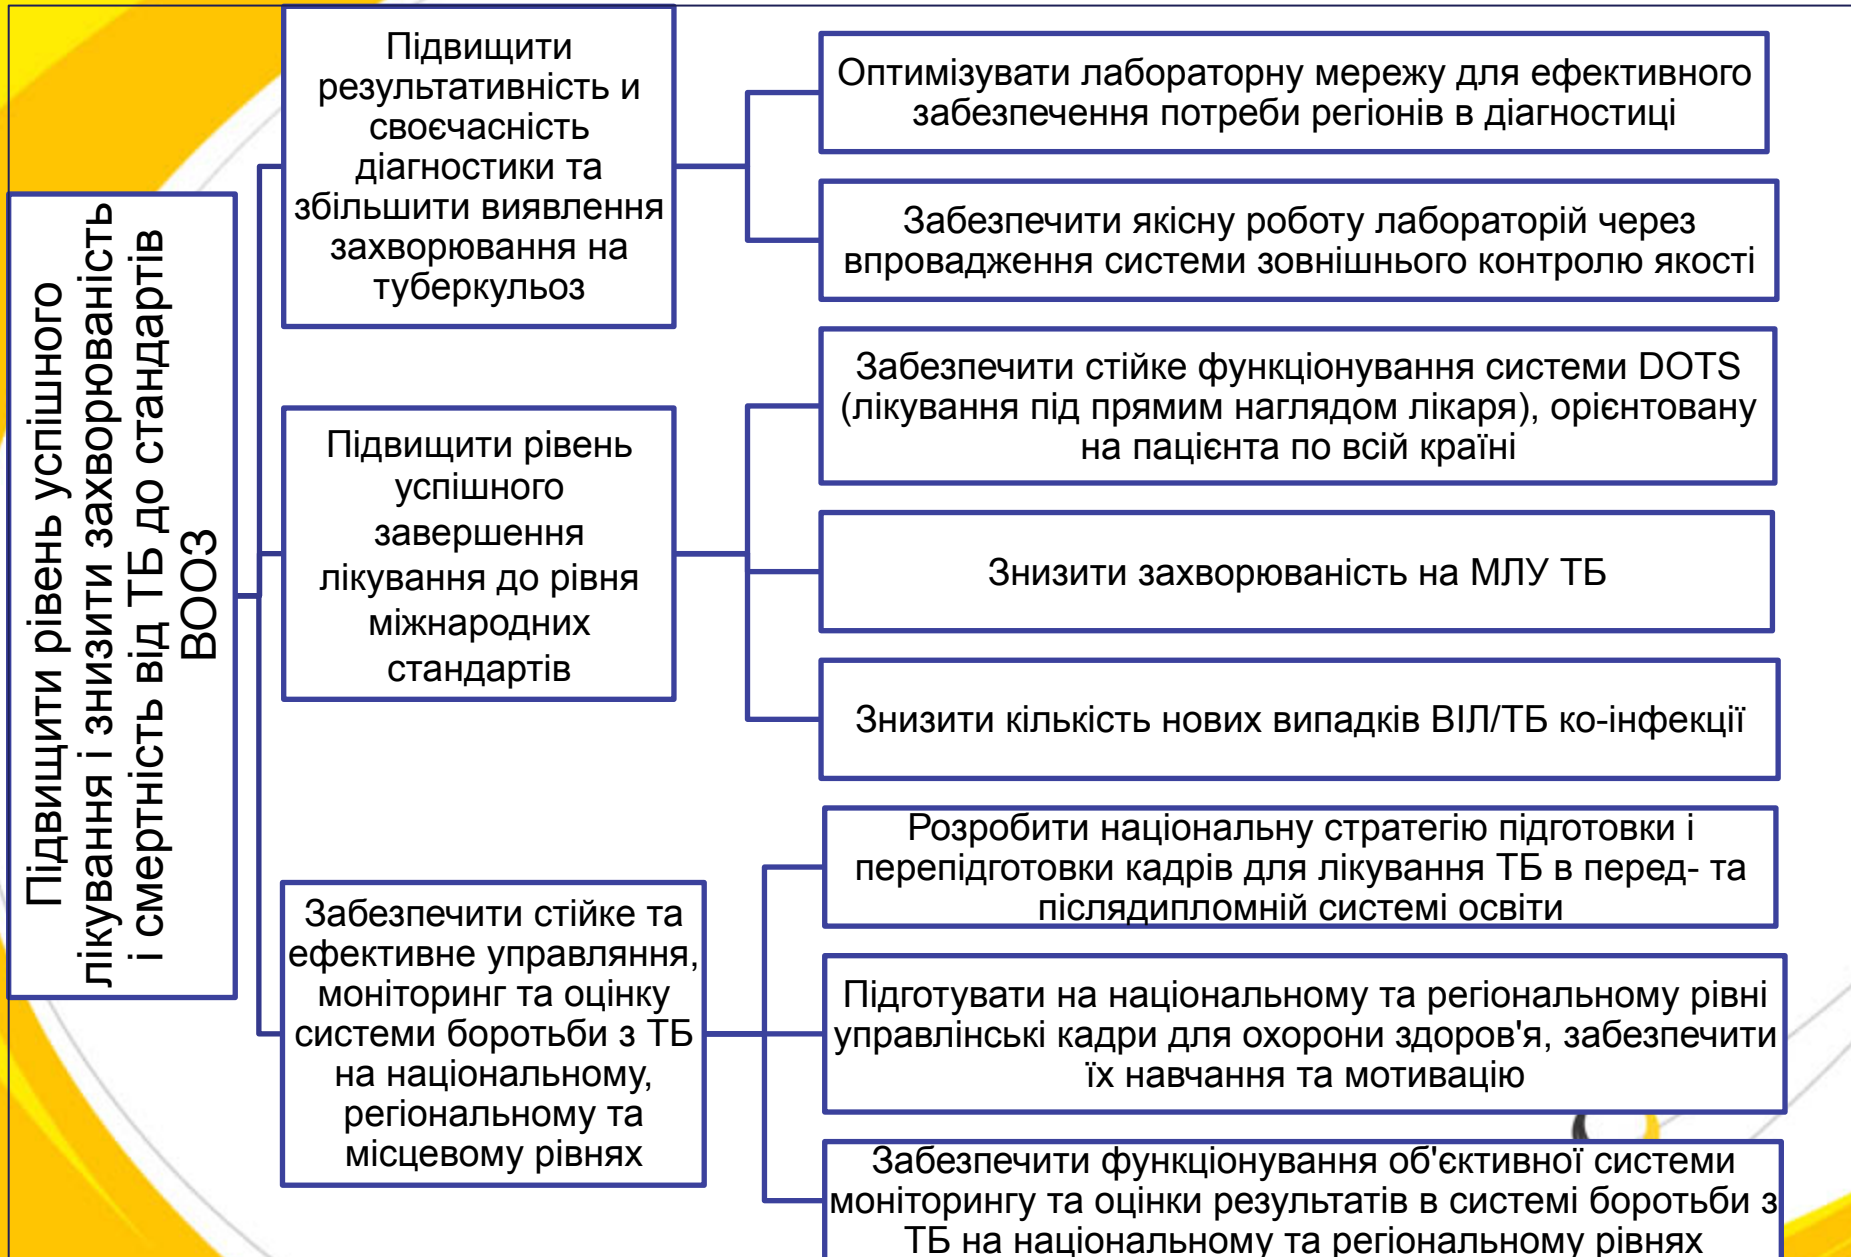 Підвищити рівень успішного
лікування і знизити захворюваність
і смертність від ТБ до стандартів
ВООЗ
Підвищити
результативність и
своєчасність
діагностики та
збільшити виявлення
захворювання на
туберкульоз
Оптимізувати лабораторну мережу для ефективного
забезпечення потреби регіонів в діагностиці
Забезпечити якісну роботу лабораторій через
впровадження системи зовнішнього контролю якості
Підвищити рівень
успішного
завершення
лікування до рівня
міжнародних
стандартів
Забезпечити стійке функціонування системи DOTS
(лікування під прямим наглядом лікаря), орієнтовану
на пацієнта по всій країні
Знизити захворюваність на МЛУ ТБ
Знизити кількість нових випадків ВІЛ/ТБ ко-інфекції
Забезпечити стійке та
ефективне управляння,
моніторинг та оцінку
системи боротьби з ТБ
на національному,
регіональному та
місцевому рівнях
Розробити національну стратегію підготовки і
перепідготовки кадрів для лікування ТБ в перед- та
післядипломній системі освіти
Підготувати на національному та регіональному рівні
управлінські кадри для охорони здоров'я, забезпечити
їх навчання та мотивацію
Забезпечити функціонування об'єктивної системи
моніторингу та оцінки результатів в системі боротьби з
ТБ на національному та регіональному рівнях